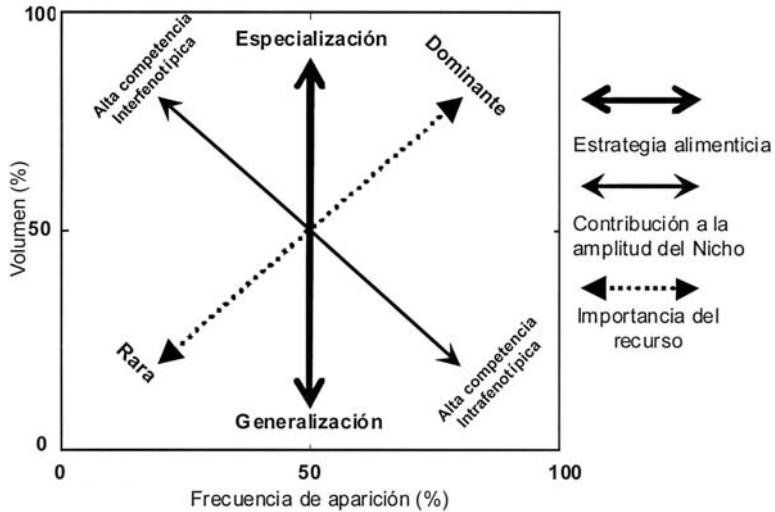 100
Especialización
Dominante
Alta competencia
Interfenotípica
Estrategia alimenticia
Volumen (%)
50
Contribución a la
amplitud del Nicho
Importancia del
recurso
Rara
Alta competencia
Intrafenotípica
Generalización
0
0
50
100
Frecuencia de aparición (%)